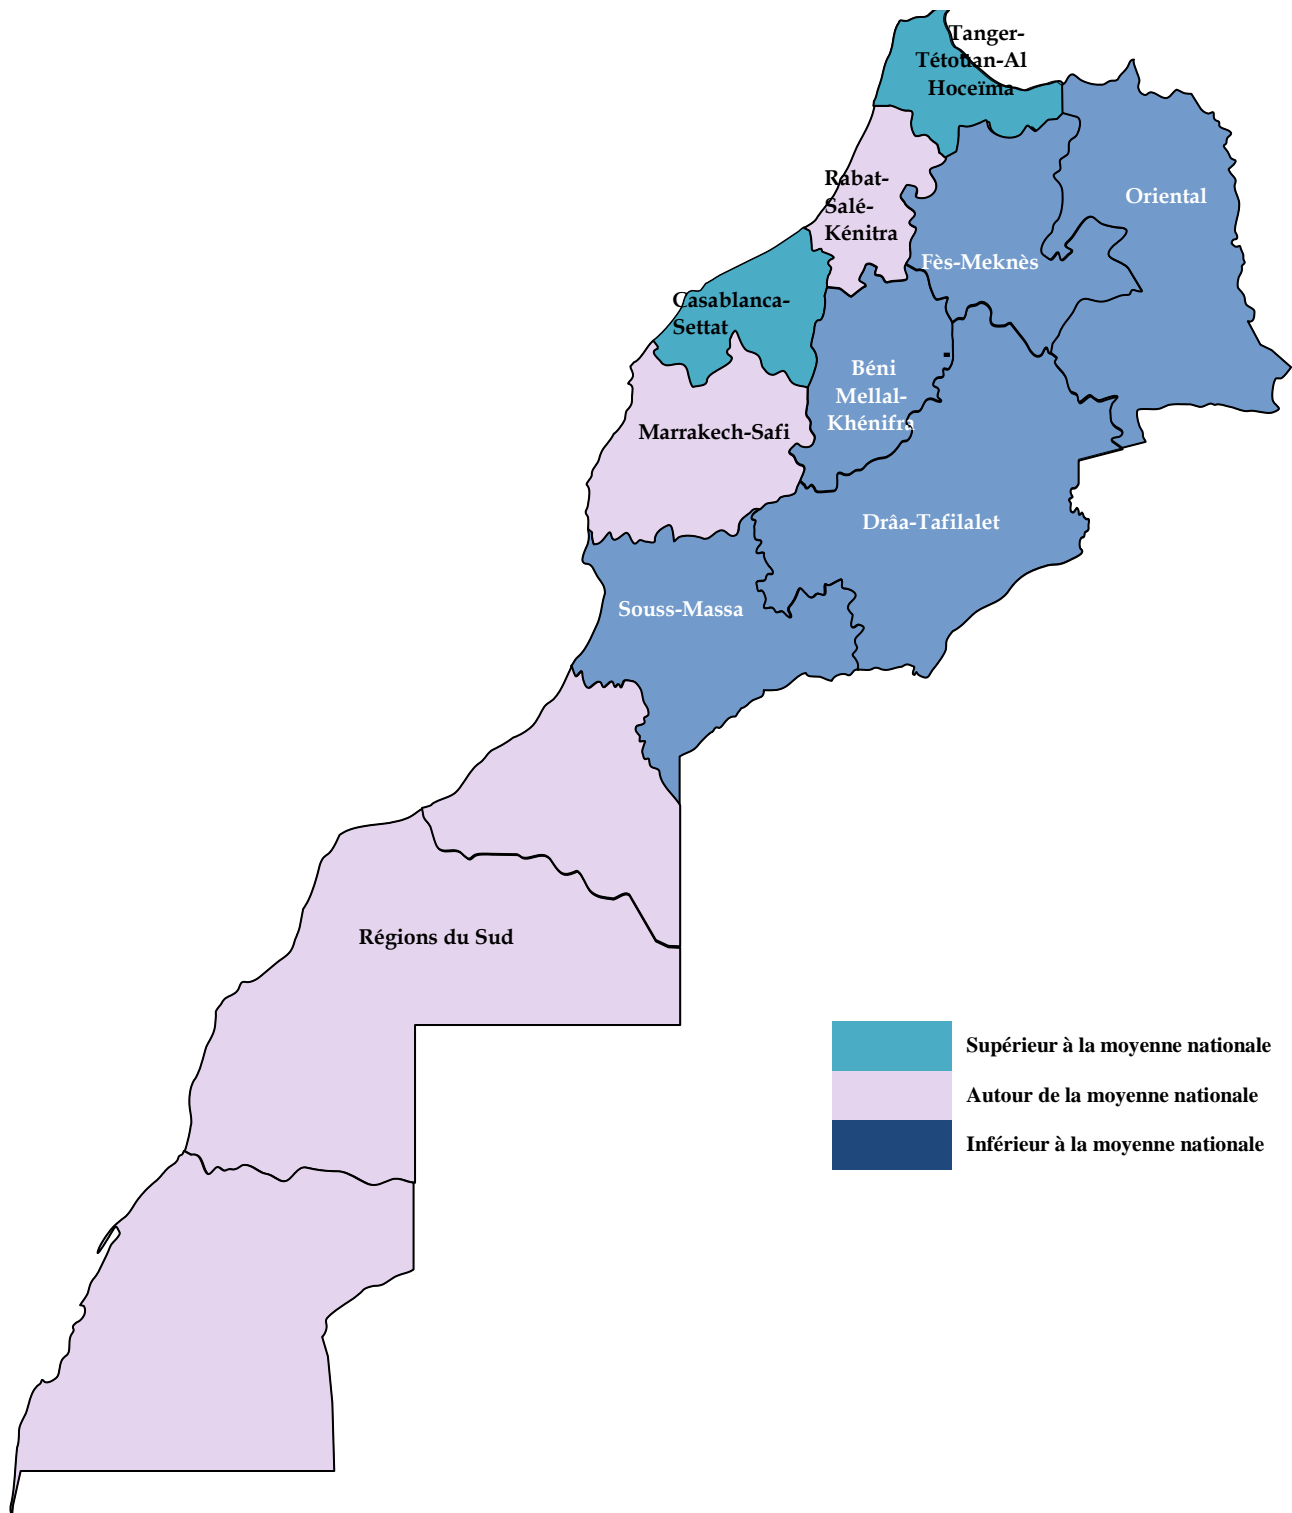 Tanger-
Tétouan-Al
Hoceïma
Rabat-
Salé-
Kénitra
Oriental
Fès-Meknès
Casablanca-
Settat
Béni
Mellal-
Khénifra
Marrakech-Safi
Drâa-Tafilalet
Souss-Massa
Régions du Sud
Supérieur à la moyenne nationale
Autour de la moyenne nationale
Inférieur à la moyenne nationale